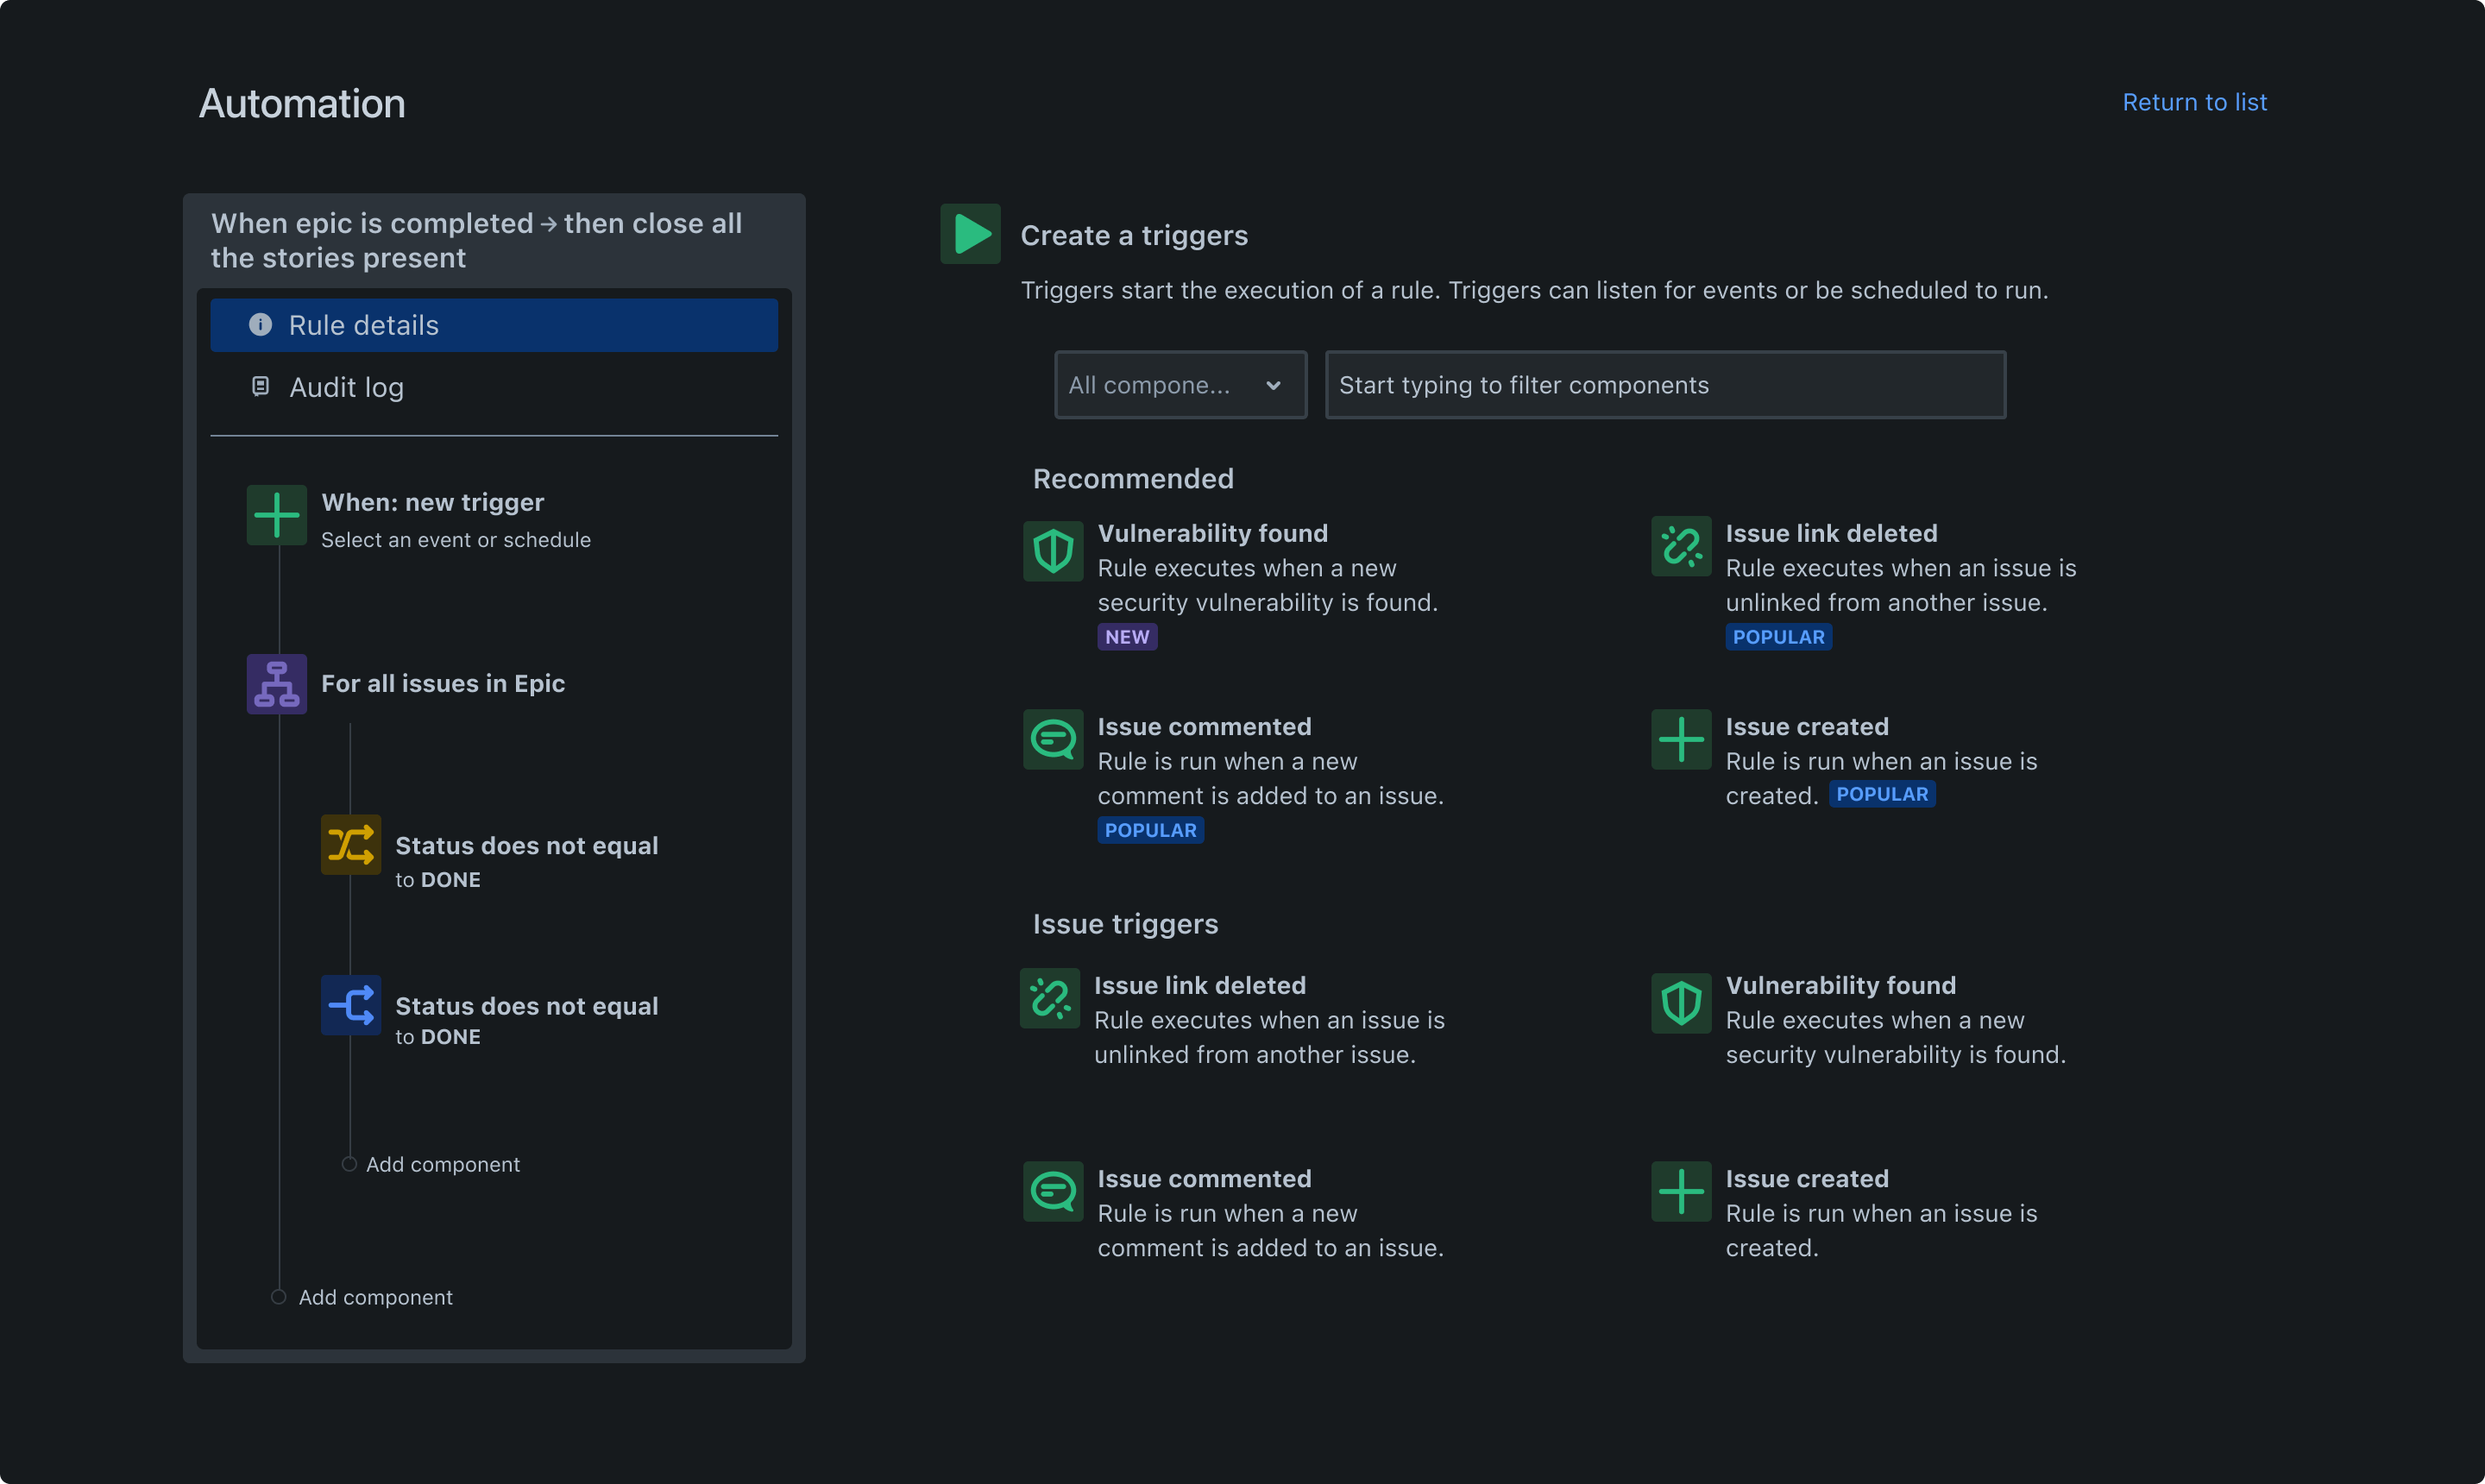 Automation
Return to list
When epic is completed → then close all
the stories present
Rule details
Audit log
When: new trigger
Select an event or schedule
For all issues in Epic
Status does not equal
to DONE
Status does not equal
to DONE
Add component
Add component
Create a triggers
Triggers start the execution of a rule. Triggers can listen for events or be scheduled to run.
All compone...
Start typing to filter components
Recommended
Vulnerability found
Rule executes when a new
security vulnerability is found.
NEW
Issue link deleted
Rule executes when an issue is
unlinked from another issue.
POPULAR
Issue commented
Rule is run when a new
comment is added to an issue.
POPULAR
Issue created
Rule is run when an issue is
created. POPULAR
Issue triggers
Issue link deleted
Rule executes when an issue is
unlinked from another issue.
Vulnerability found
Rule executes when a new
security vulnerability is found.
Issue commented
Rule is run when a new
comment is added to an issue.
Issue created
Rule is run when an issue is
created.